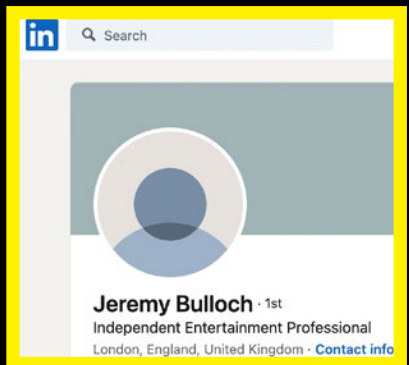 in Search
Jeremy Bulloch · 1st
Independent Entertainment Professional
London, England, United Kingdom · Contact info